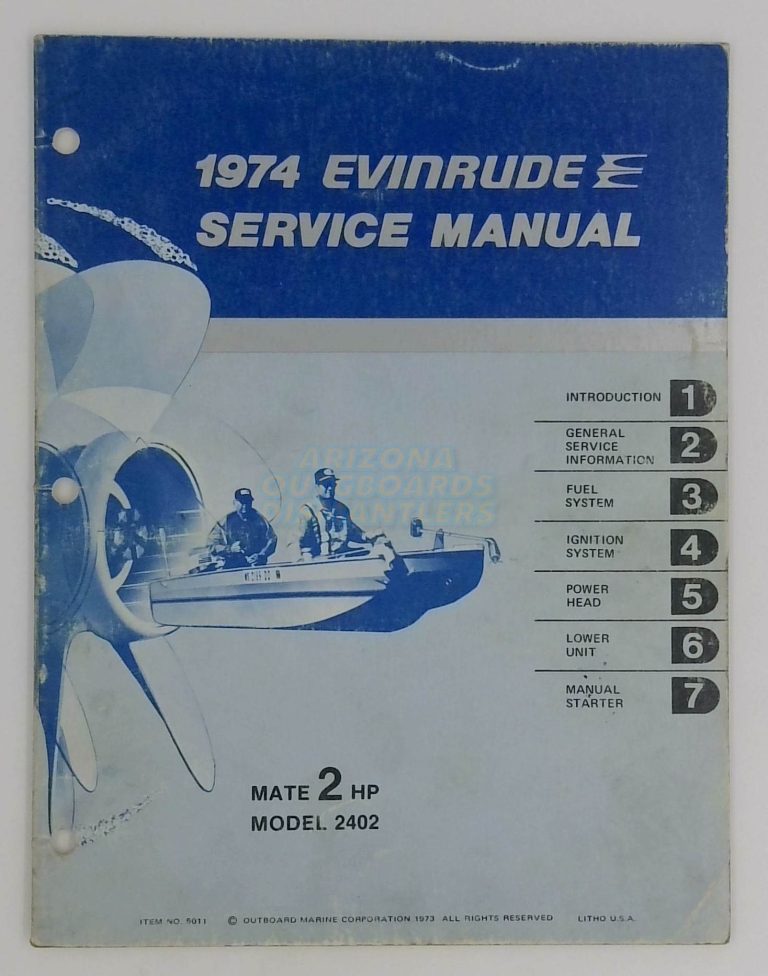 1974 EVINRUDE
SERVICE MANUAL
INTRODUCTION 1
GENERAL
SERVICE
INFORMATION 2
FUEL
SYSTEM 3
IGNITION
SYSTEM 4
POWER
HEAD 5
LOWER
UNIT 6
MANUAL
STARTER 7
ARIZONA
OUTBOARDS
DISMANTLERS
MATE 2 HP
MODEL 2402
ITEM NO. 5011 © OUTBOARD MARINE CORPORATION 1973 ALL RIGHTS RESERVED LITHO U.S.A.